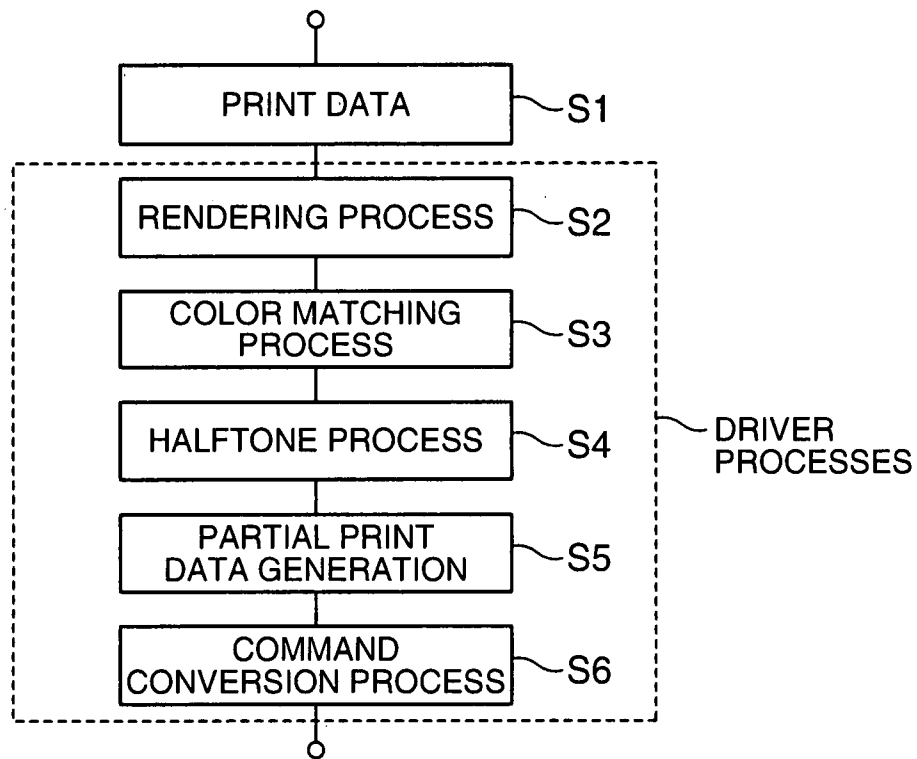 PRINT DATA
S1
RENDERING PROCESS
S2
COLOR MATCHING
PROCESS
S3
HALFTONE PROCESS
S4
DRIVER
PROCESSES
PARTIAL PRINT
DATA GENERATION
S5
COMMAND
CONVERSION PROCESS
S6